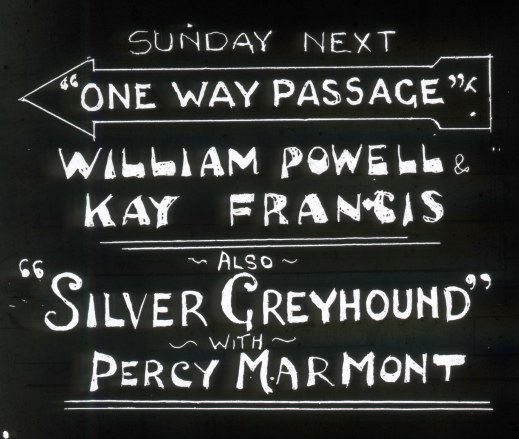 SUNDAY NEXT
"ONE WAY PASSAGE"
WILLIAM POWELL &
KAY FRANCIS
~ ALSO ~
"SILVER GREYHOUND"
~ WITH ~
PERCY MARMONT